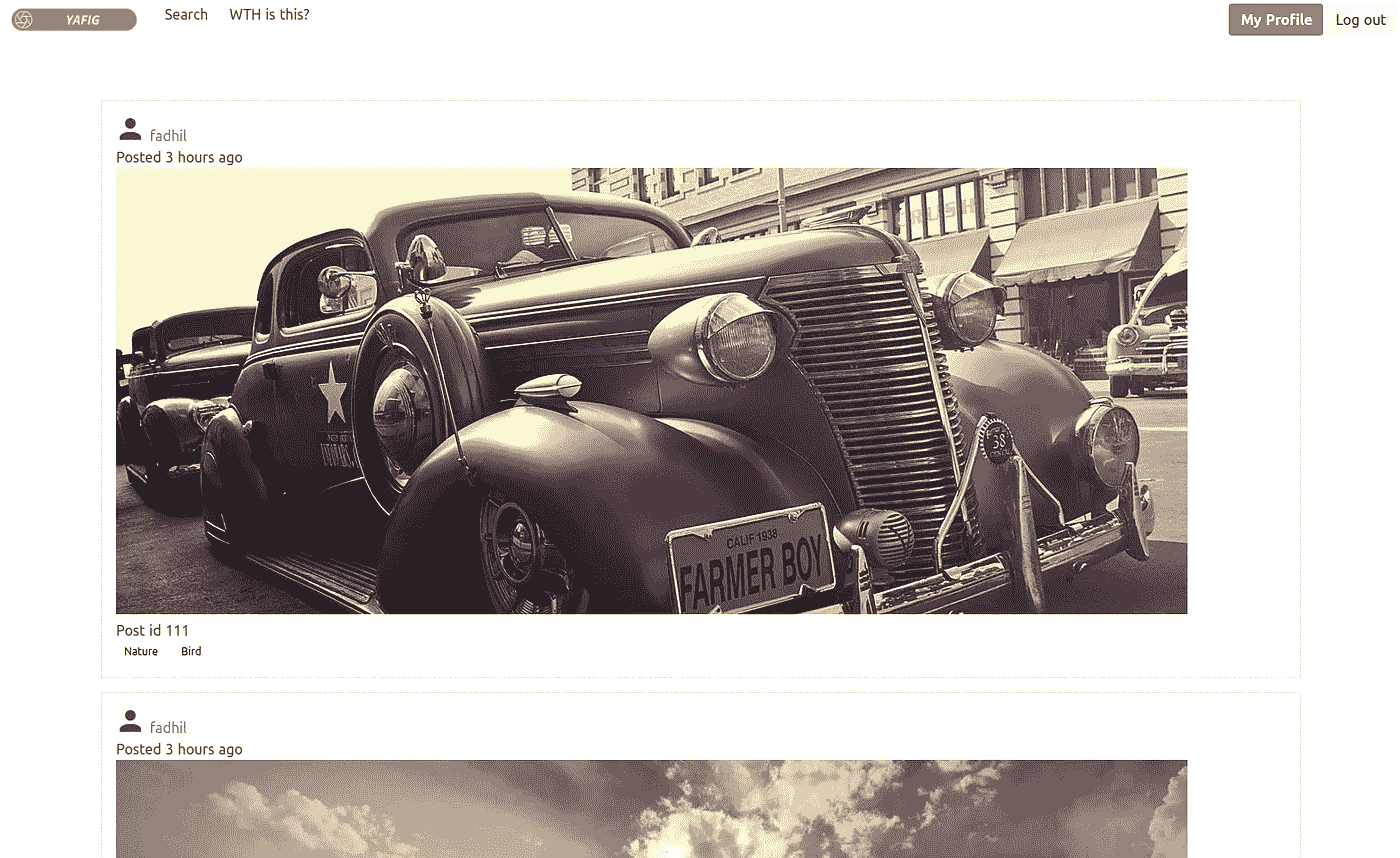 YAFIG
Search
WTH is this?
My Profile
Log out
fadhil
Posted 3 hours ago
38
CALIF 1938
FARMER BOY
Post id 111
Nature
Bird
fadhil
Posted 3 hours ago